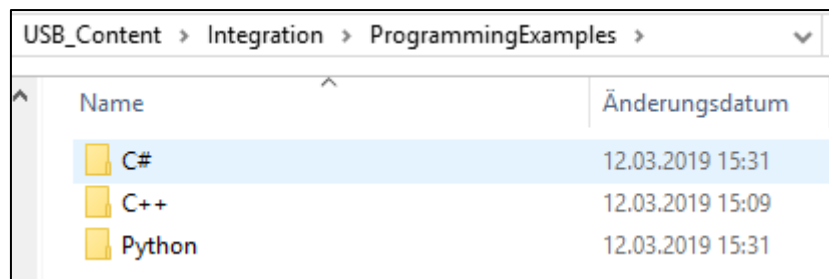 USB_Content > Integration > ProgrammingExamples >
Name Änderungsdatum
C# 12.03.2019 15:31
C++ 12.03.2019 15:09
Python 12.03.2019 15:31